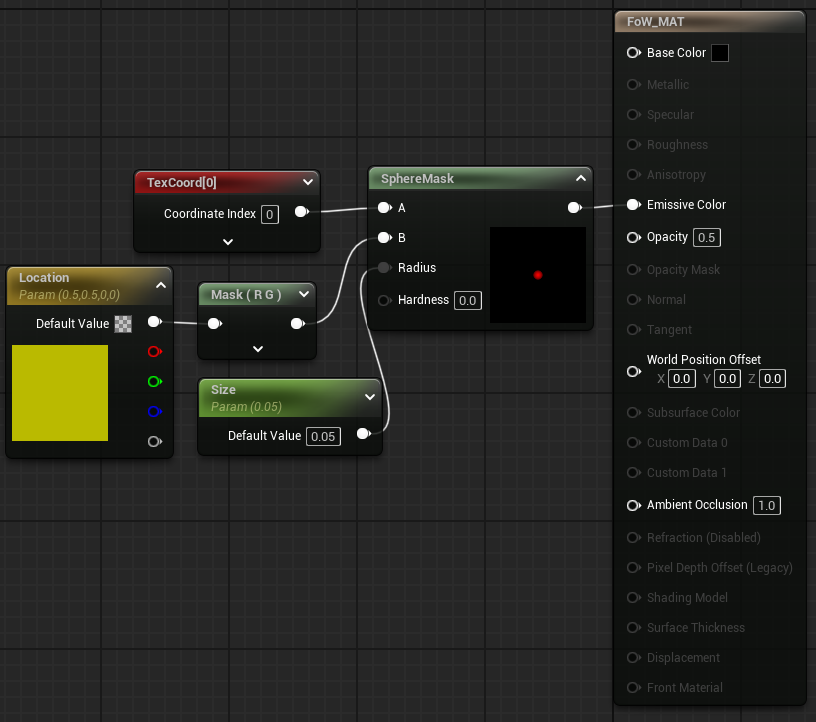 FoW_MAT
Base Color
Metallic
Specular
Roughness
Anisotropy
Emissive Color
Opacity 0.5
Opacity Mask
Normal
Tangent
World Position Offset
X 0.0 Y 0.0 Z 0.0
Subsurface Color
Custom Data 0
Custom Data 1
Ambient Occlusion 1.0
Refraction (Disabled)
Pixel Depth Offset (Legacy)
Shading Model
Surface Thickness
Displacement
Front Material
TexCoord[0]
Coordinate Index 0
SphereMask
A
B
Radius
Hardness 0.0
Location
Param (0.5,0.5,0,0)
Default Value
Mask ( R G )
Size
Param (0.05)
Default Value 0.05